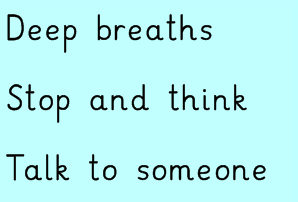 Deep breaths
Stop and think
Talk to someone